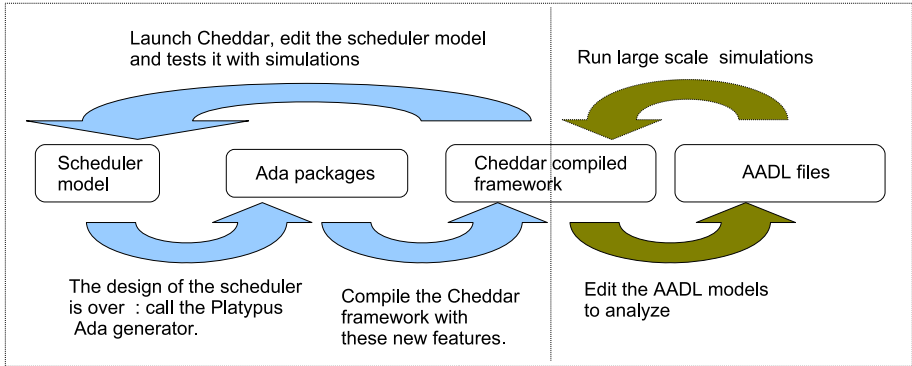 Launch Cheddar, edit the scheduler model
and tests it with simulations
Run large scale simulations
Scheduler
model
Ada packages
Cheddar compiled
framework
AADL files
The design of the scheduler
is over : call the Platypus
Ada generator.
Compile the Cheddar
framework with
these new features.
Edit the AADL models
to analyze